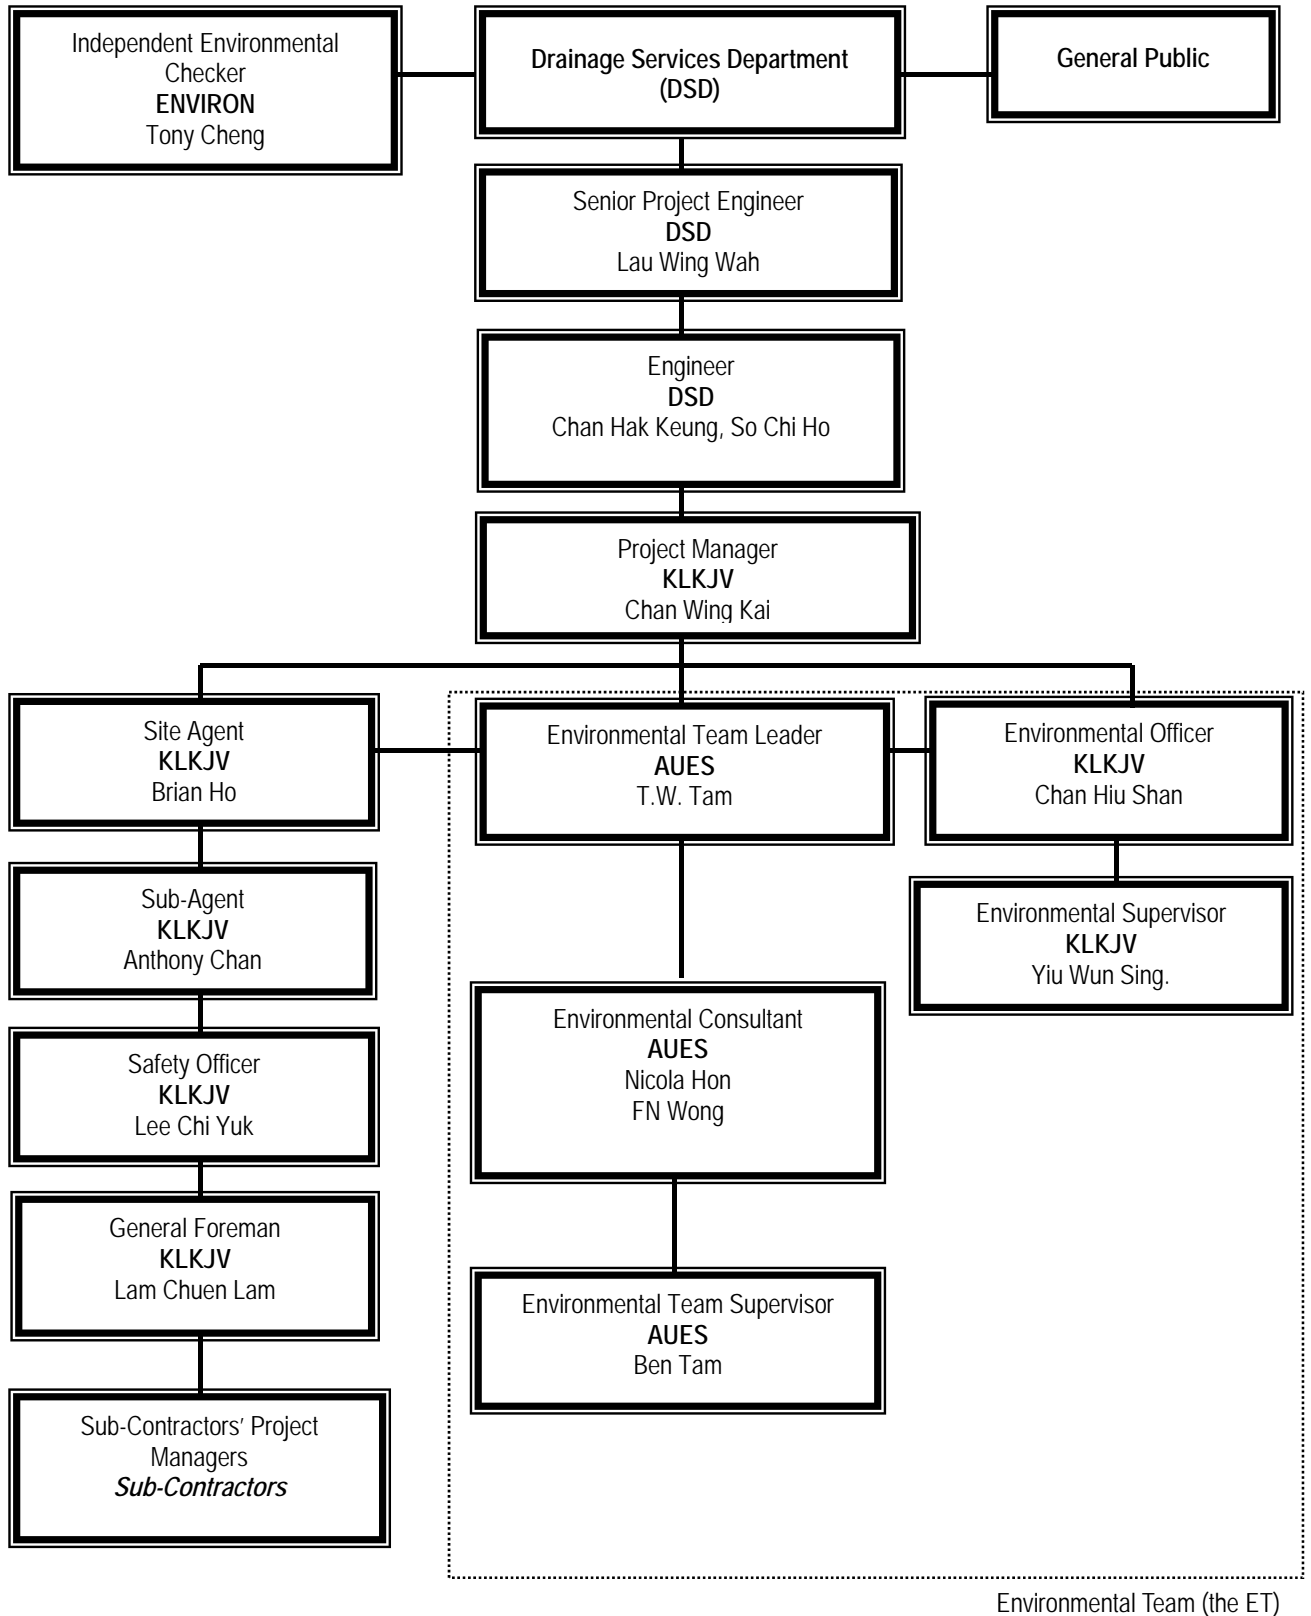 Independent Environmental
Checker
ENVIRON
Tony Cheng
Drainage Services Department
(DSD)
General Public
Senior Project Engineer
DSD
Lau Wing Wah
Engineer
DSD
Chan Hak Keung, So Chi Ho
Project Manager
KLKJV
Chan Wing Kai
Site Agent
KLKJV
Brian Ho
Environmental Team Leader
AUES
T.W. Tam
Environmental Officer
KLKJV
Chan Hiu Shan
Sub-Agent
KLKJV
Anthony Chan
Environmental Supervisor
KLKJV
Yiu Wun Sing.
Safety Officer
KLKJV
Lee Chi Yuk
Environmental Consultant
AUES
Nicola Hon
FN Wong
General Foreman
KLKJV
Lam Chuen Lam
Environmental Team Supervisor
AUES
Ben Tam
Sub-Contractors’ Project
Managers
Sub-Contractors
Environmental Team (the ET)